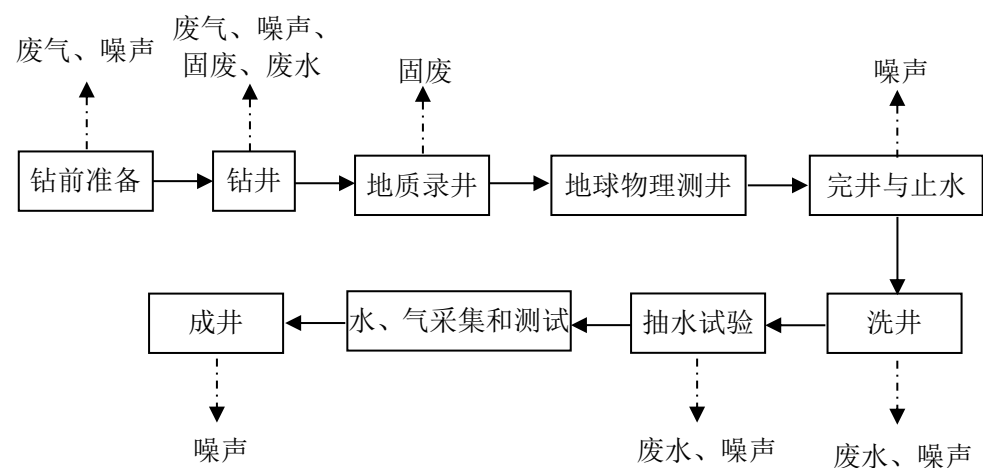 废气、噪声
废气、噪声、
固废、废水
固废
噪声
钻前准备
钻井
地质录井
地球物理测井
完井与止水
成井
水、气采集和测试
抽水试验
洗井
噪声
废水、噪声
废水、噪声